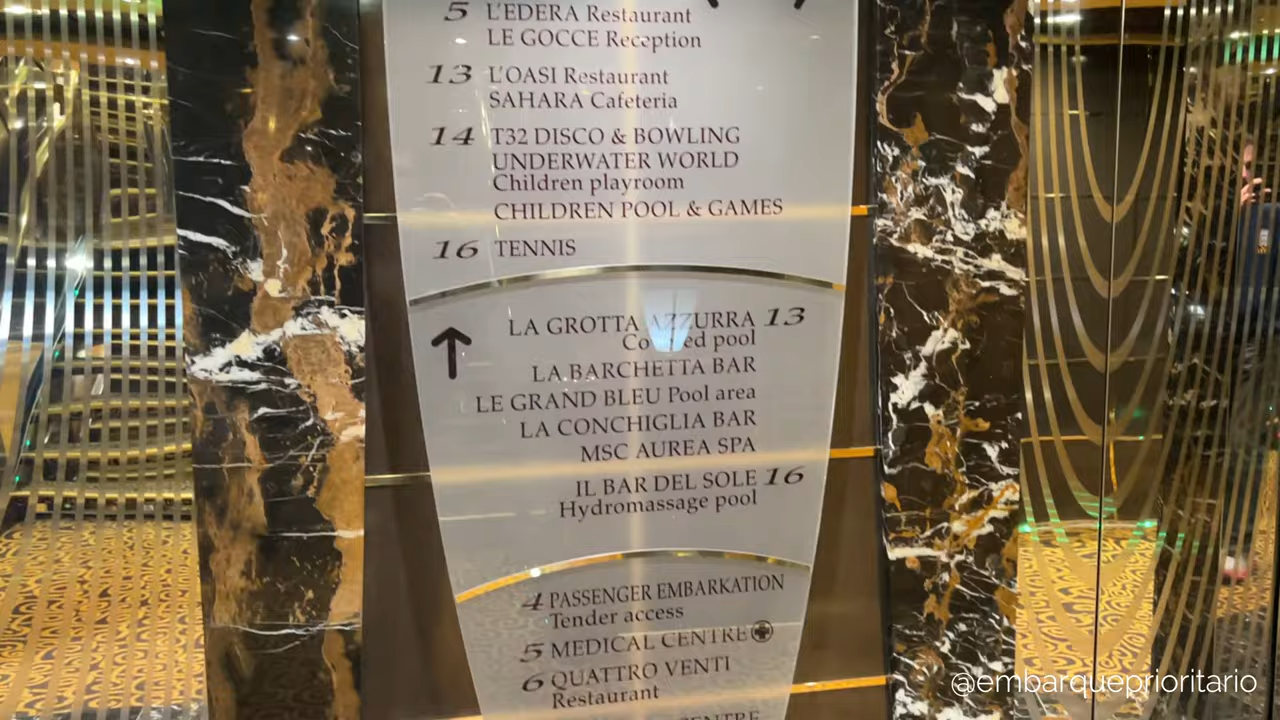 5 L'EDERA Restaurant
LE GOCCE Reception
13 L'OASI Restaurant
SAHARA Cafeteria
14 T32 DISCO & BOWLING
UNDERWATER WORLD
Children playroom
CHILDREN POOL & GAMES
16 TENNIS
LA GROTTA AZZURRA 13
Covered pool
LA BARCHETTA BAR
LE GRAND BLEU Pool area
LA CONCHIGLIA BAR
MSC AUREA SPA
IL BAR DEL SOLE 16
Hydromassage pool
4 PASSENGER EMBARKATION
Tender access
5 MEDICAL CENTRE
6 QUATTRO VENTI
Restaurant
CENTRE
@embarqueprioritario